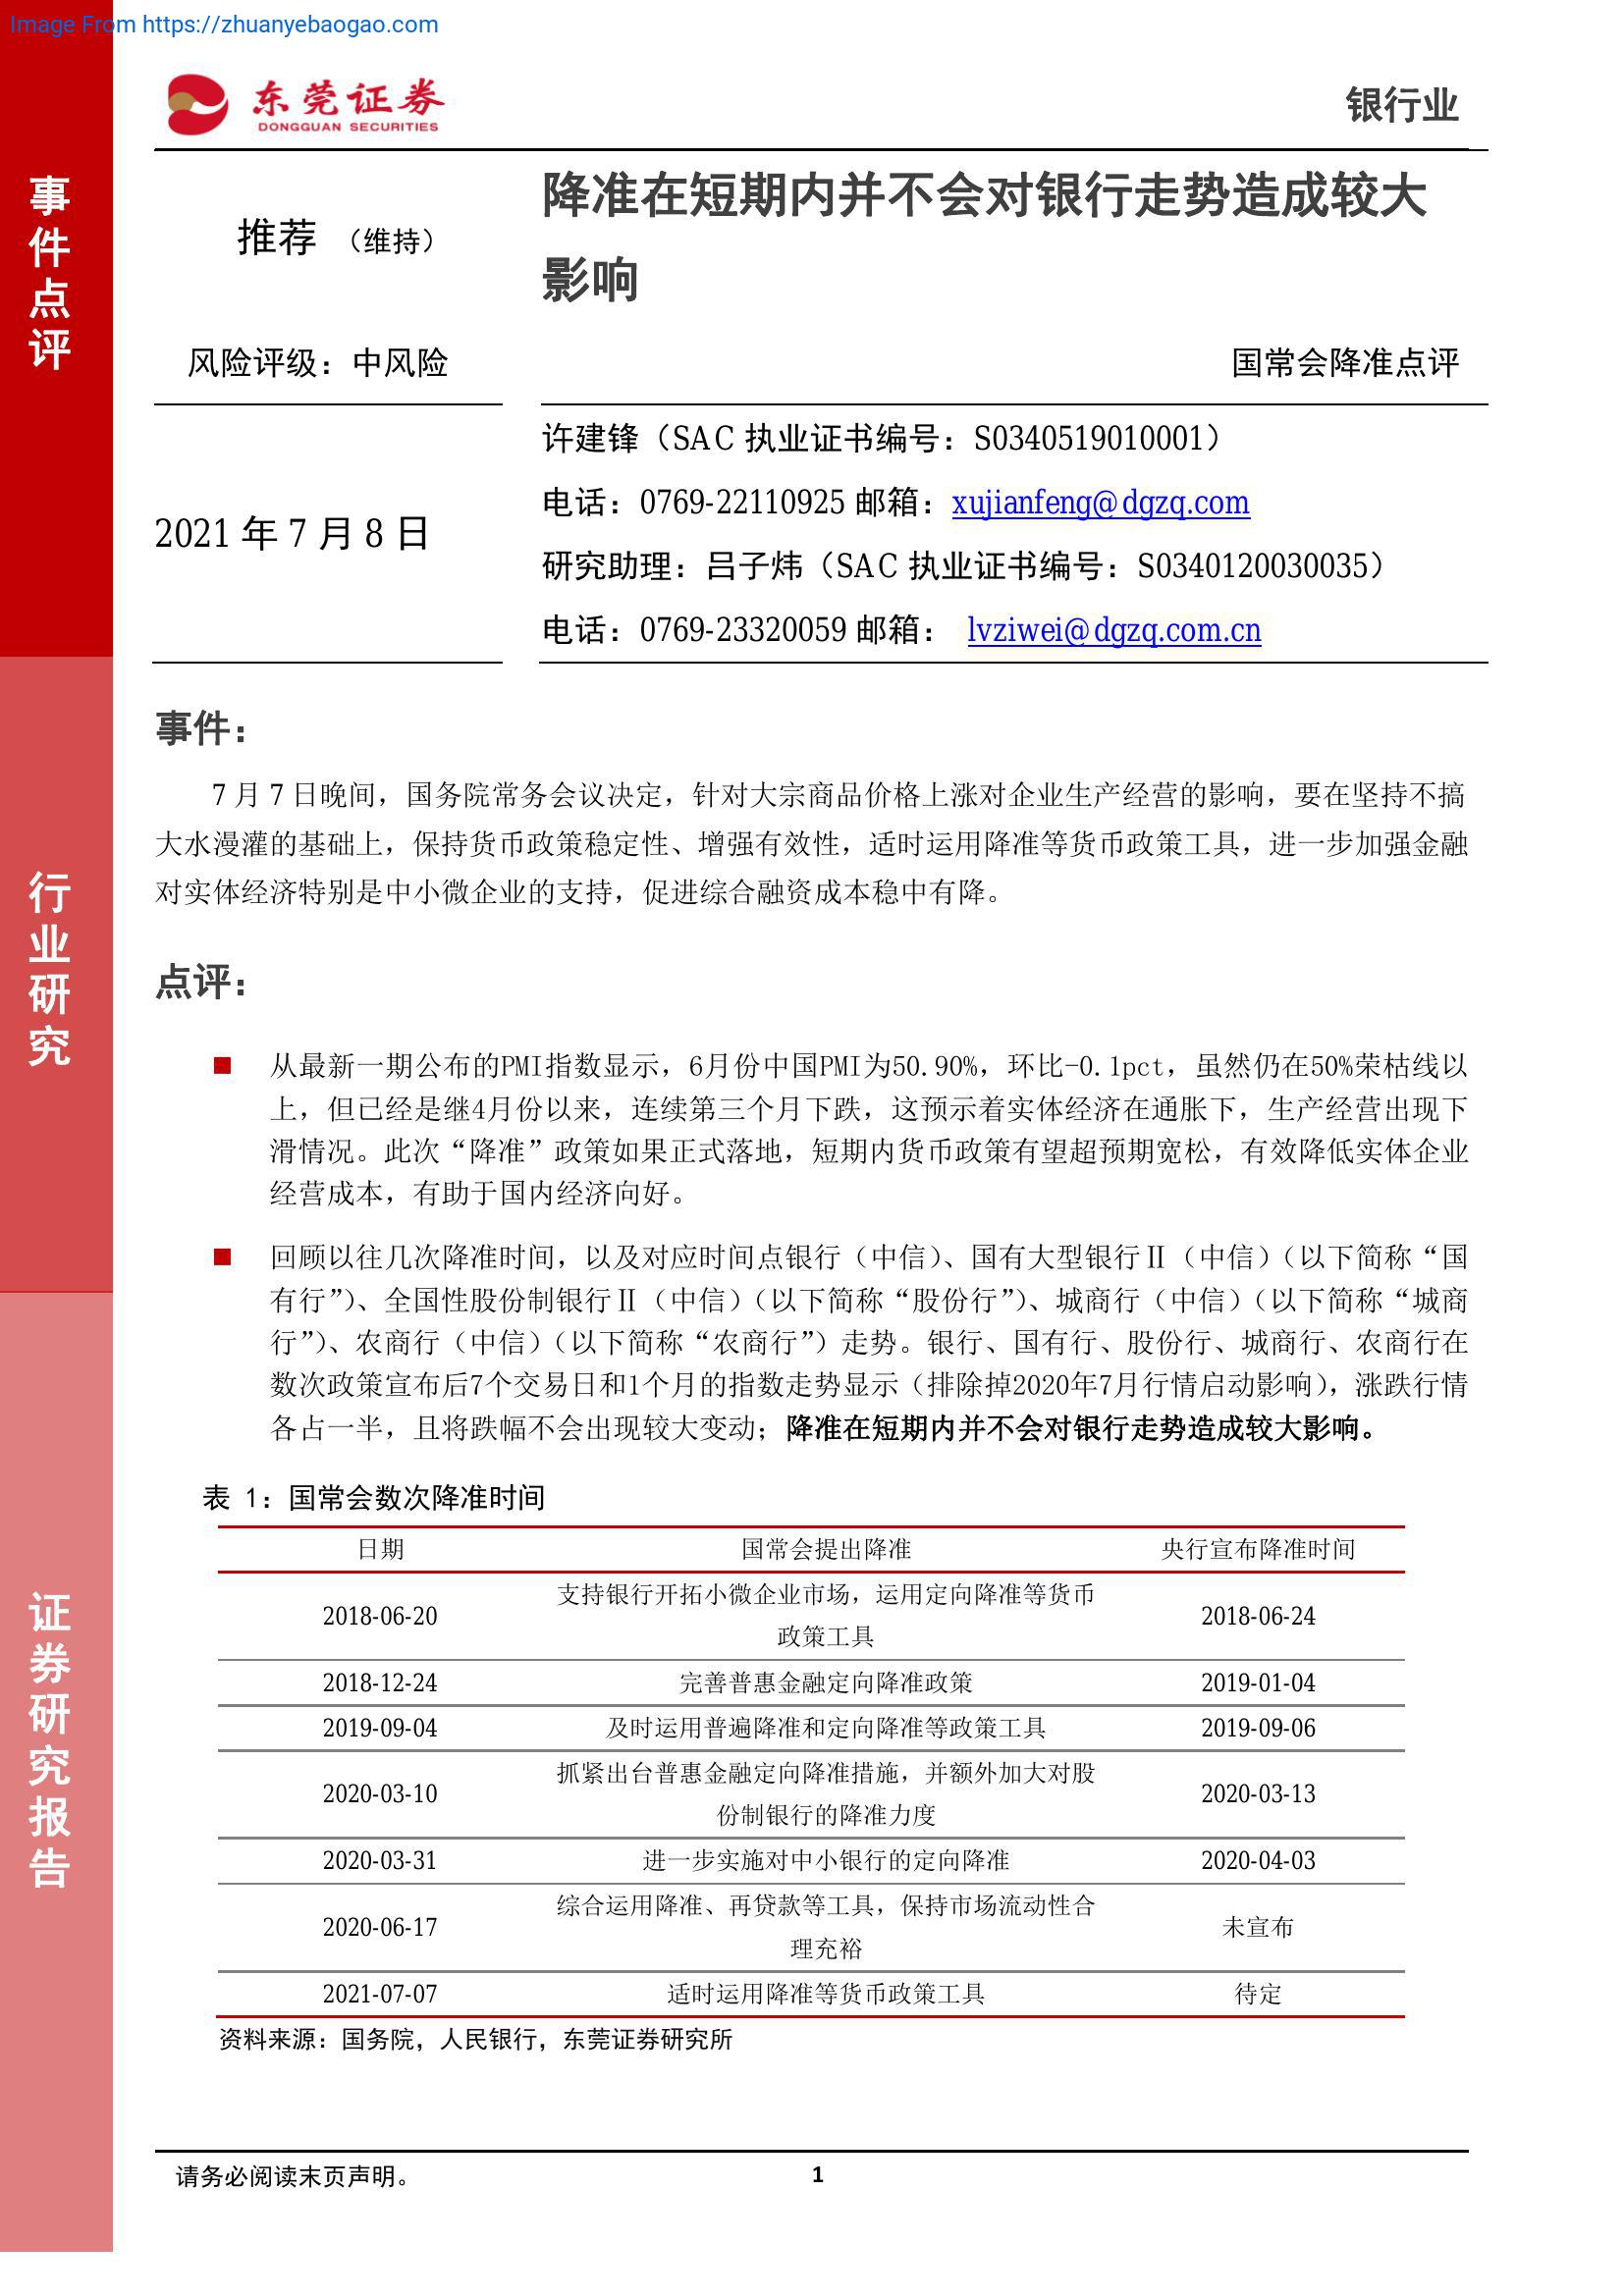 Image From https://zhuanyebaogao.com
东莞证券
DONGGUAN SECURITIES
银行业
事件点评
行业研究
证券研究报告
推荐 （维持）
降准在短期内并不会对银行走势造成较大
影响
风险评级：中风险
国常会降准点评
2021 年 7 月 8 日
许建锋（SAC 执业证书编号：S0340519010001）
电话：0769-22110925 邮箱：xujianfeng@dgzq.com
研究助理：吕子炜（SAC 执业证书编号：S0340120030035）
电话：0769-23320059 邮箱： lvziwei@dgzq.com.cn
事件：
7 月 7 日晚间，国务院常务会议决定，针对大宗商品价格上涨对企业生产经营的影响，要在坚持不搞
大水漫灌的基础上，保持货币政策稳定性、增强有效性，适时运用降准等货币政策工具，进一步加强金融
对实体经济特别是中小微企业的支持，促进综合融资成本稳中有降。
点评：
■ 从最新一期公布的PMI指数显示，6月份中国PMI为50.90%，环比-0.1pct，虽然仍在50%荣枯线以
上，但已经是继4月份以来，连续第三个月下跌，这预示着实体经济在通胀下，生产经营出现下
滑情况。此次“降准”政策如果正式落地，短期内货币政策有望超预期宽松，有效降低实体企业
经营成本，有助于国内经济向好。
■ 回顾以往几次降准时间，以及对应时间点银行（中信）、国有大型银行Ⅱ（中信）（以下简称“国
有行”）、全国性股份制银行Ⅱ（中信）（以下简称“股份行”）、城商行（中信）（以下简称“城商
行”）、农商行（中信）（以下简称“农商行”）走势。银行、国有行、股份行、城商行、农商行在
数次政策宣布后7个交易日和1个月的指数走势显示（排除掉2020年7月行情启动影响），涨跌行情
各占一半，且将跌幅不会出现较大变动；降准在短期内并不会对银行走势造成较大影响。
表 1：国常会数次降准时间
日期 国常会提出降准 央行宣布降准时间
2018-06-20 支持银行开拓小微企业市场，运用定向降准等货币 2018-06-24
政策工具
2018-12-24 完善普惠金融定向降准政策 2019-01-04
2019-09-04 及时运用普遍降准和定向降准等政策工具 2019-09-06
2020-03-10 抓紧出台普惠金融定向降准措施，并额外加大对股 2020-03-13
份制银行的降准力度
2020-03-31 进一步实施对中小银行的定向降准 2020-04-03
2020-06-17 综合运用降准、再贷款等工具，保持市场流动性合 未宣布
理充裕
2021-07-07 适时运用降准等货币政策工具 待定
资料来源：国务院，人民银行，东莞证券研究所
请务必阅读末页声明。
1